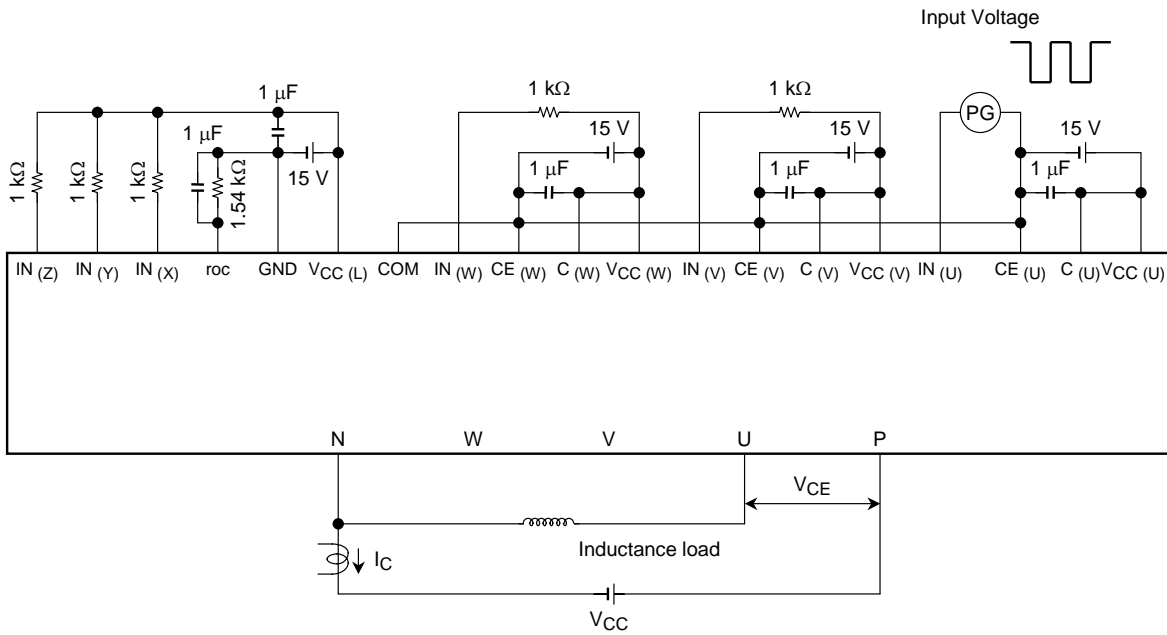 Input Voltage
1 μF
1 kΩ
1 kΩ
PG
1 μF
15 V
15 V
15 V
15 V
1 kΩ
1 kΩ
1 kΩ
1.54 kΩ
1 μF
1 μF
1 μF
IN (Z)
IN (Y)
IN (X)
roc
GND
VCC (L)
COM
IN (W)
CE (W)
C (W)
VCC (W)
IN (V)
CE (V)
C (V)
VCC (V)
IN (U)
CE (U)
C (U)
VCC (U)
N
W
V
U
P
VCE
Inductance load
IC
VCC